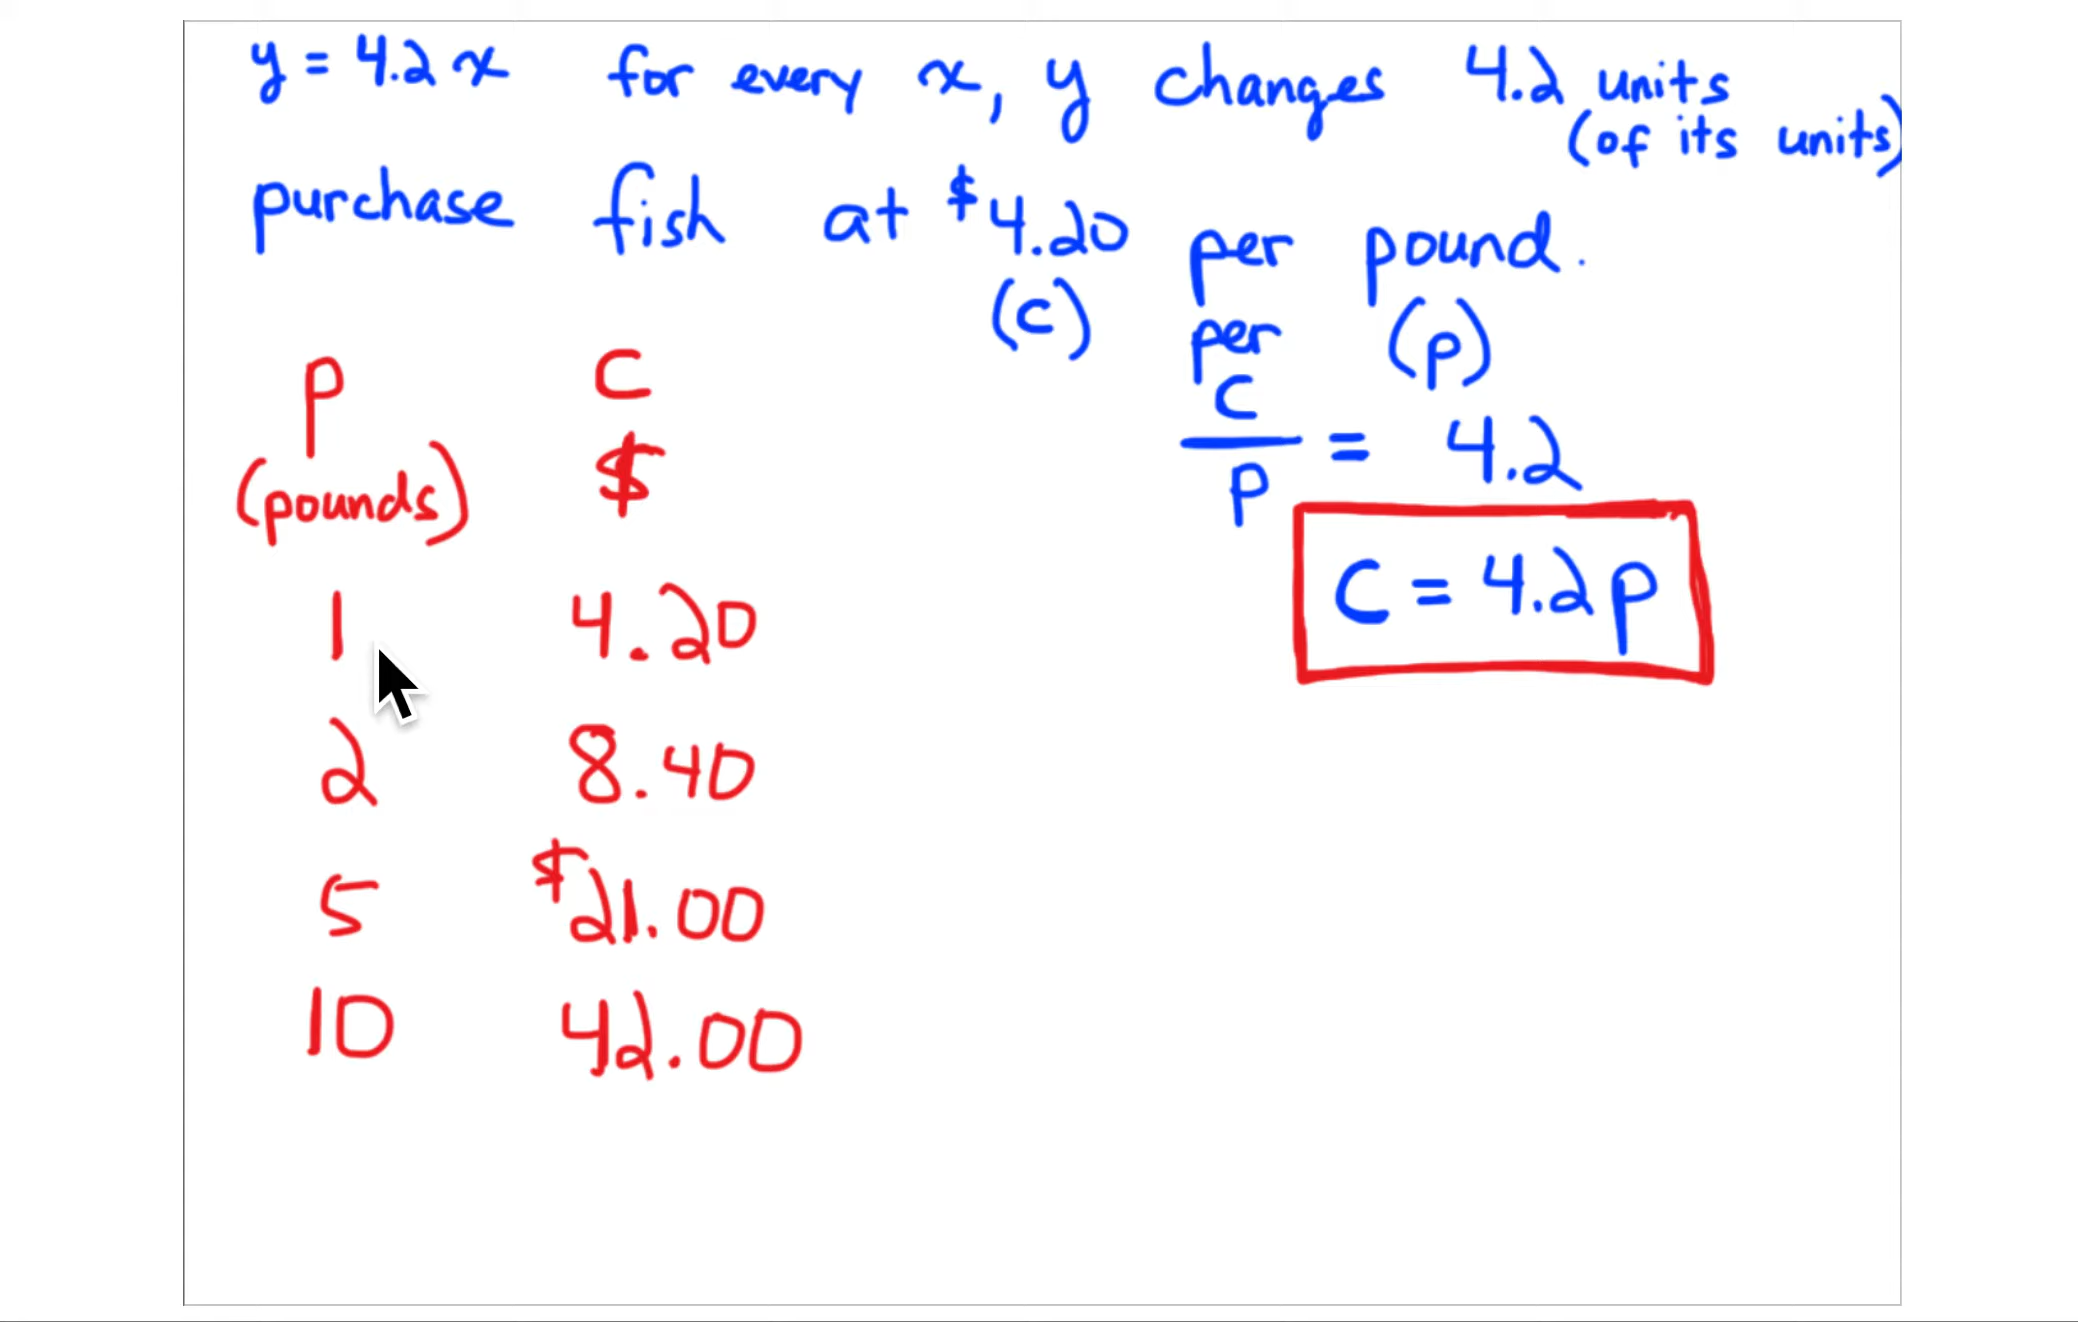 y = 4.2x for every x, y changes 4.2 units
(of its units)
purchase fish at $4.20 per pound.
(c) per (p)
P C
(pounds) $
C/P = 4.2
C = 4.2p
1 4.20
2 8.40
5 $21.00
10 42.00